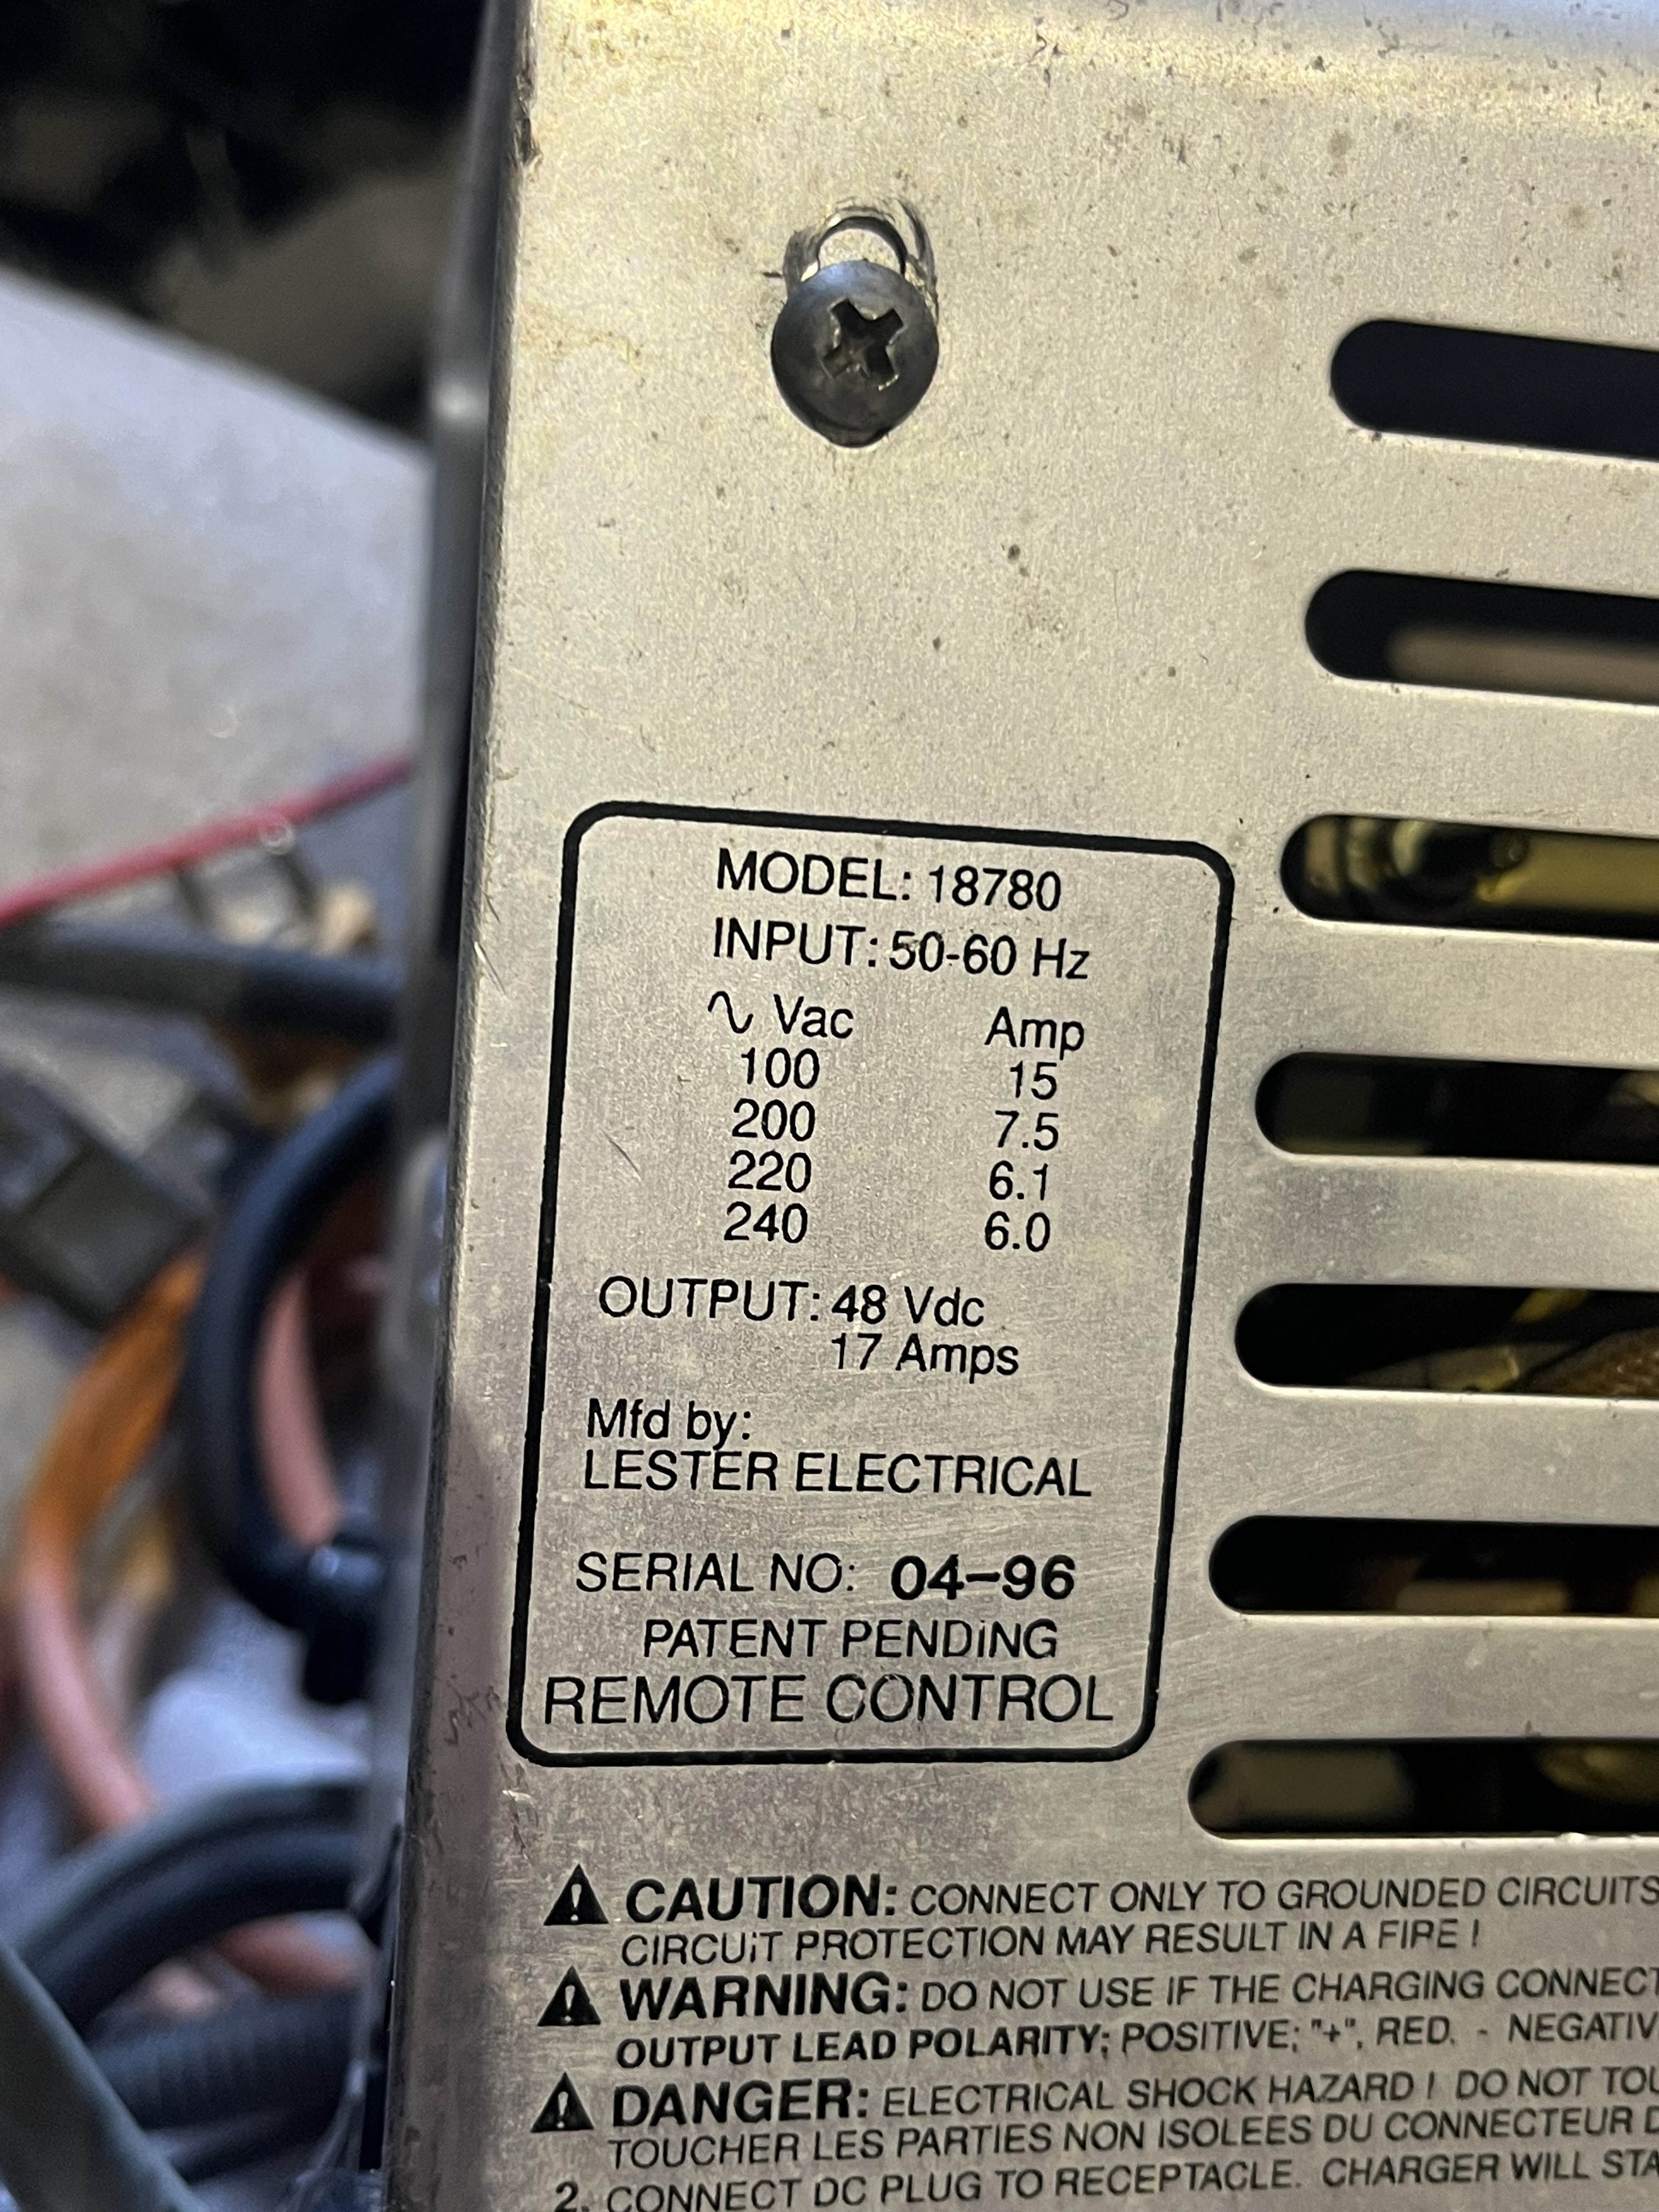 MODEL: 18780
INPUT: 50-60 Hz
∿ Vac Amp
100 15
200 7.5
220 6.1
240 6.0
OUTPUT: 48 Vdc
17 Amps
Mfd by:
LESTER ELECTRICAL
SERIAL NO: 04-96
PATENT PENDiNG
REMOTE CONTROL
CAUTION: CONNECT ONLY TO GROUNDED CIRCUITS
CIRCUiT PROTECTION MAY RESULT IN A FIRE !
WARNING: DO NOT USE IF THE CHARGING CONNECT
OUTPUT LEAD POLARITY; POSITIVE; "+", RED. - NEGATIV
DANGER: ELECTRICAL SHOCK HAZARD ! DO NOT TOU
TOUCHER LES PARTIES NON ISOLEES DU CONNECTEUR D
2. CONNECT DC PLUG TO RECEPTACLE. CHARGER WILL STA